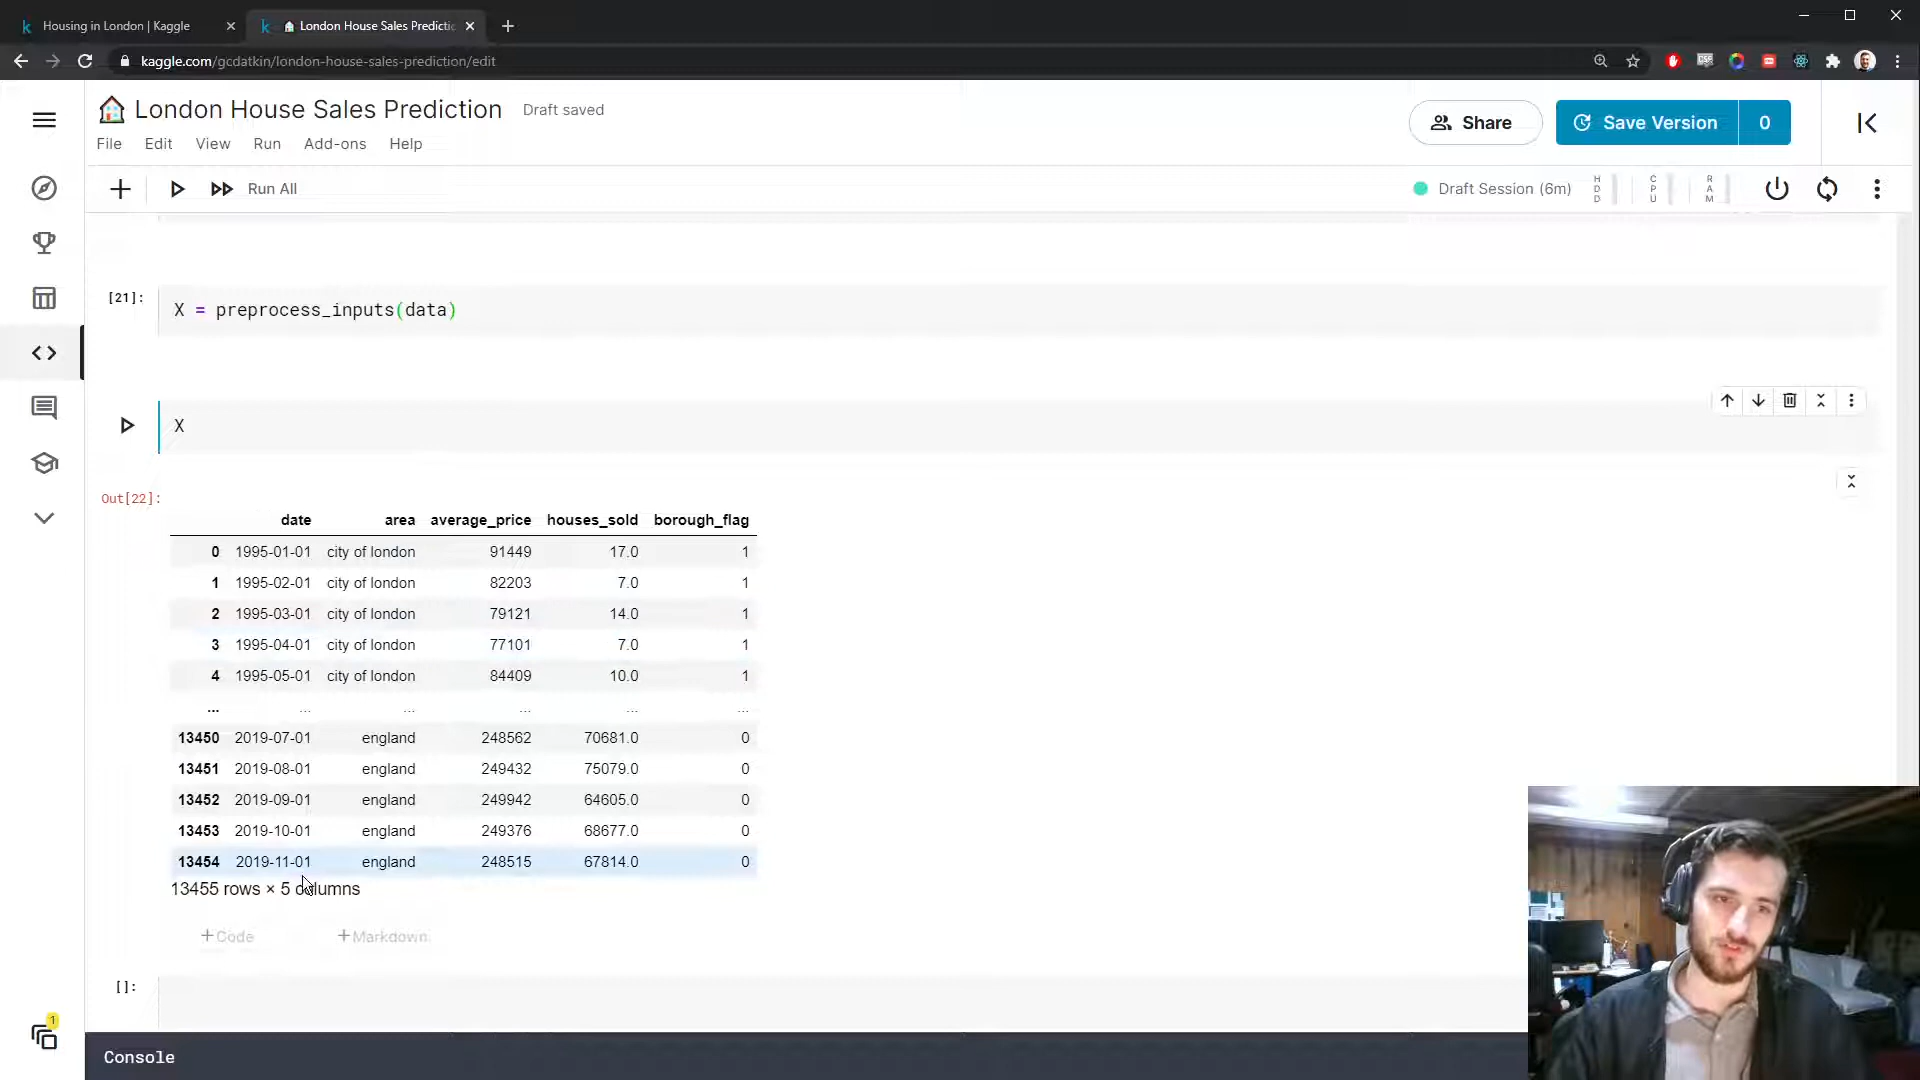 Housing in London | Kaggle
London House Sales Predictic
kaggle.com/gcdatkin/london-house-sales-prediction/edit
London House Sales Prediction
Draft saved
Share
Save Version
0
File Edit View Run Add-ons Help
Run All
Draft Session (6m)
HDD
CPU
RAM
[21]:
X = preprocess_inputs(data)
X
Out[22]:
date area average_price houses_sold borough_flag
0 1995-01-01 city of london 91449 17.0 1
1 1995-02-01 city of london 82203 7.0 1
2 1995-03-01 city of london 79121 14.0 1
3 1995-04-01 city of london 77101 7.0 1
4 1995-05-01 city of london 84409 10.0 1
... ... ... ... ... ...
13450 2019-07-01 england 248562 70681.0 0
13451 2019-08-01 england 249432 75079.0 0
13452 2019-09-01 england 249942 64605.0 0
13453 2019-10-01 england 249376 68677.0 0
13454 2019-11-01 england 248515 67814.0 0
13455 rows × 5 columns
+Code
+Markdown
[]:
1
Console